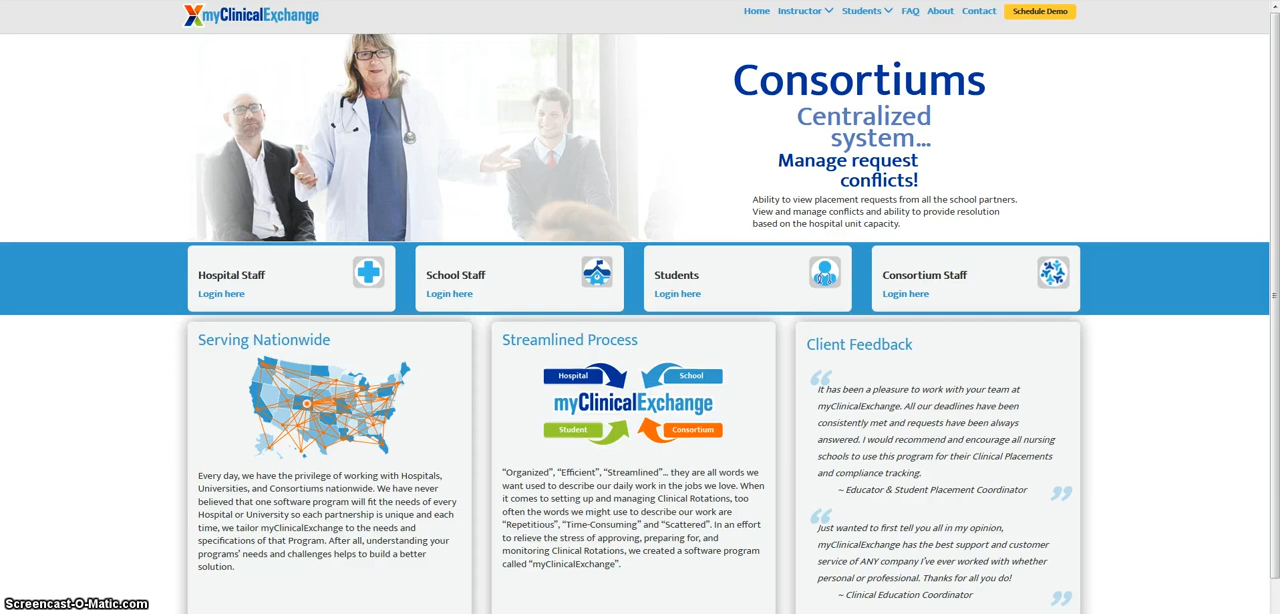 myClinicalExchange
Home Instructor Students FAQ About Contact Schedule Demo
Consortiums
Centralized
system...
Manage request
conflicts!
Ability to view placement requests from all the school partners.
View and manage conflicts and ability to provide resolution
based on the hospital unit capacity.
Hospital Staff
Login here
School Staff
Login here
Students
Login here
Consortium Staff
Login here
Serving Nationwide
Every day, we have the privilege of working with Hospitals,
Universities, and Consortiums nationwide. We have never
believed that one software program will fit the needs of every
Hospital or University so each partnership is unique and each
time, we tailor myClinicalExchange to the needs and
specifications of that Program. After all, understanding your
programs' needs and challenges helps to build a better
solution.
Streamlined Process
Hospital
School
myClinicalExchange
Student
Consortium
“Organized”, “Efficient”, “Streamlined”... they are all words we
want used to describe our daily work in the jobs we love. When
it comes to setting up and managing Clinical Rotations, too
often the words we might use to describe our work are
“Repetitious”, “Time-Consuming” and “Scattered”. In an effort
to relieve the stress of approving, preparing for, and
monitoring Clinical Rotations, we created a software program
called “myClinicalExchange”.
Client Feedback
“
It has been a pleasure to work with your team at
myClinicalExchange. All our deadlines have been
consistently met and requests have been always
answered. I would recommend and encourage all nursing
schools to use this program for their Clinical Placements
and compliance tracking.
~ Educator & Student Placement Coordinator
”
“
Just wanted to first tell you all in my opinion,
myClinicalExchange has the best support and customer
service of ANY company I've ever worked with whether
personal or professional. Thanks for all you do!
~ Clinical Education Coordinator
”
Screencast-O-Matic.com